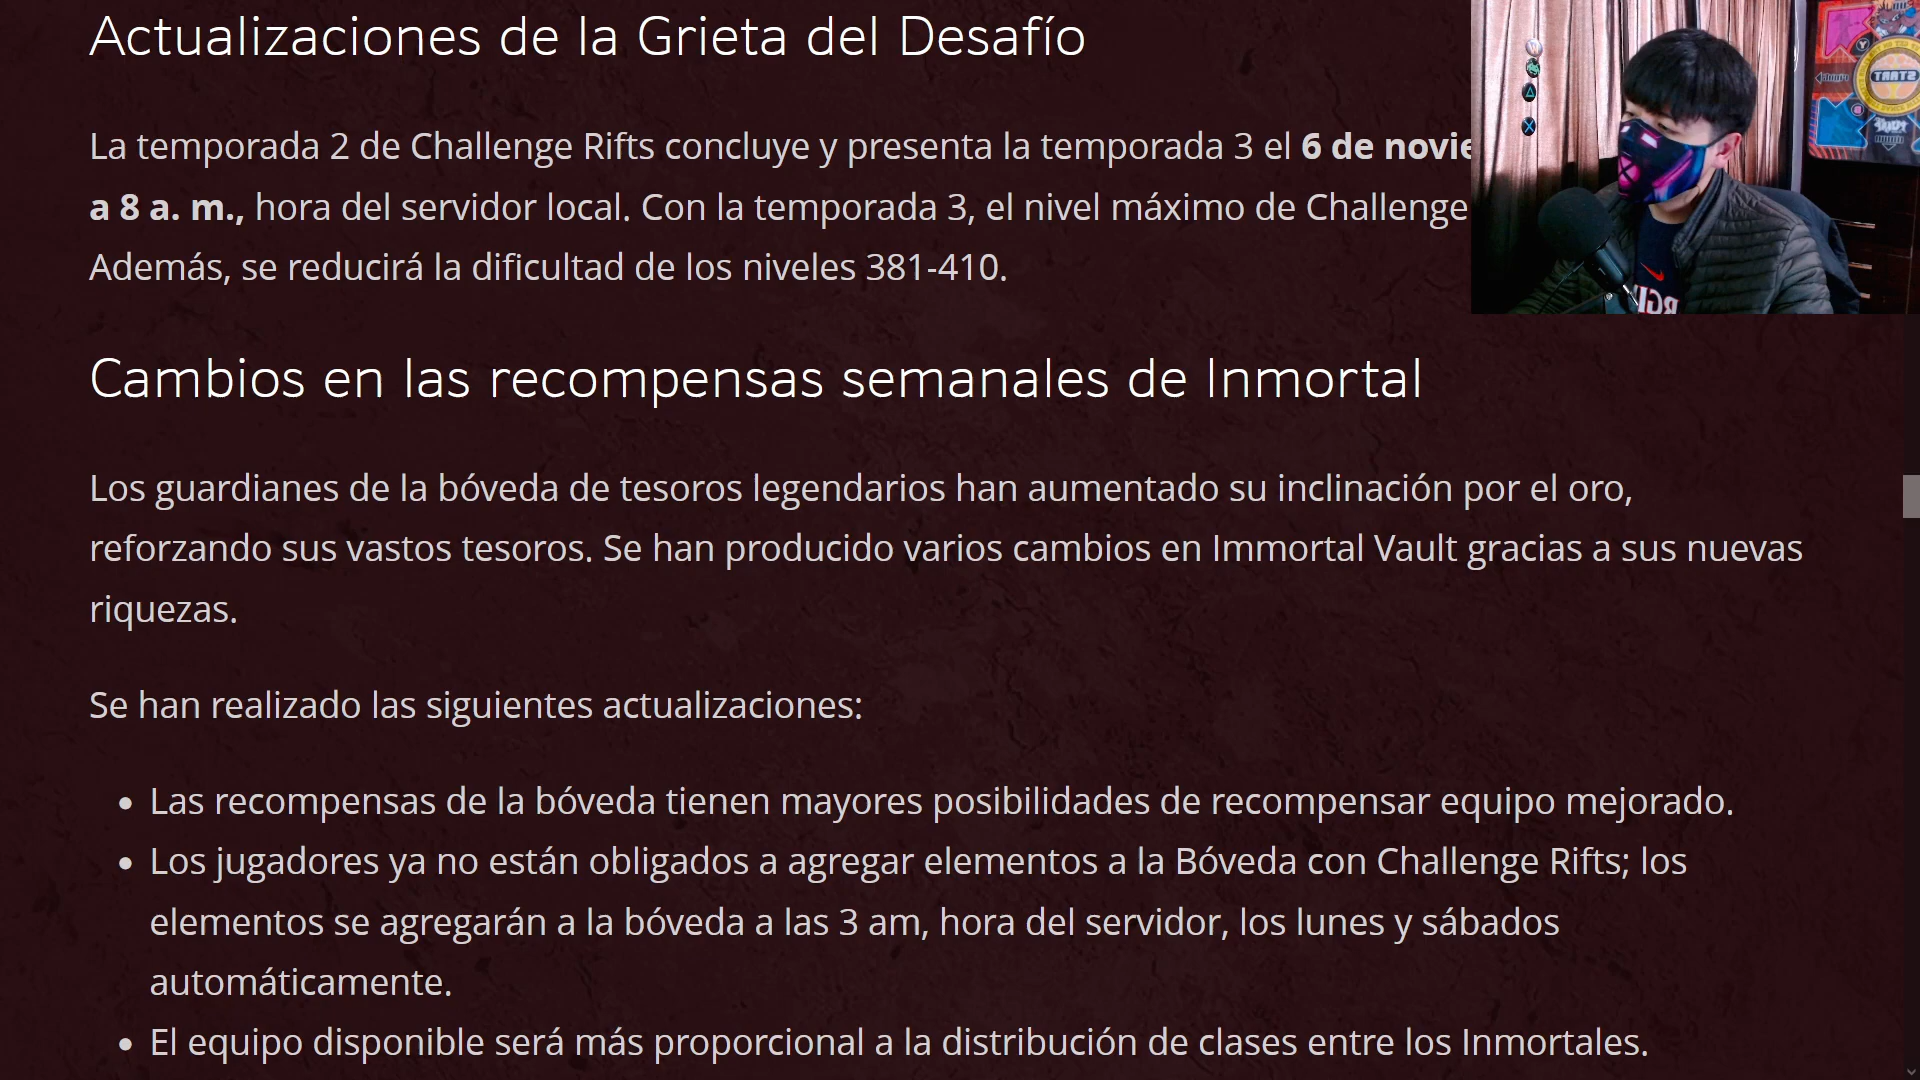 Actualizaciones de la Grieta del Desafío
La temporada 2 de Challenge Rifts concluye y presenta la temporada 3 el 6 de
a 8 a. m., hora del servidor local. Con la temporada 3, el nivel máximo de Challenge
Además, se reducirá la dificultad de los niveles 381-410.
Cambios en las recompensas semanales de Inmortal
Los guardianes de la bóveda de tesoros legendarios han aumentado su inclinación por el oro,
reforzando sus vastos tesoros. Se han producido varios cambios en Immortal Vault gracias a sus nuevas
riquezas.
Se han realizado las siguientes actualizaciones:
• Las recompensas de la bóveda tienen mayores posibilidades de recompensar equipo mejorado.
• Los jugadores ya no están obligados a agregar elementos a la Bóveda con Challenge Rifts; los
elementos se agregarán a la bóveda a las 3 am, hora del servidor, los lunes y sábados
automáticamente.
• El equipo disponible será más proporcional a la distribución de clases entre los Inmortales.